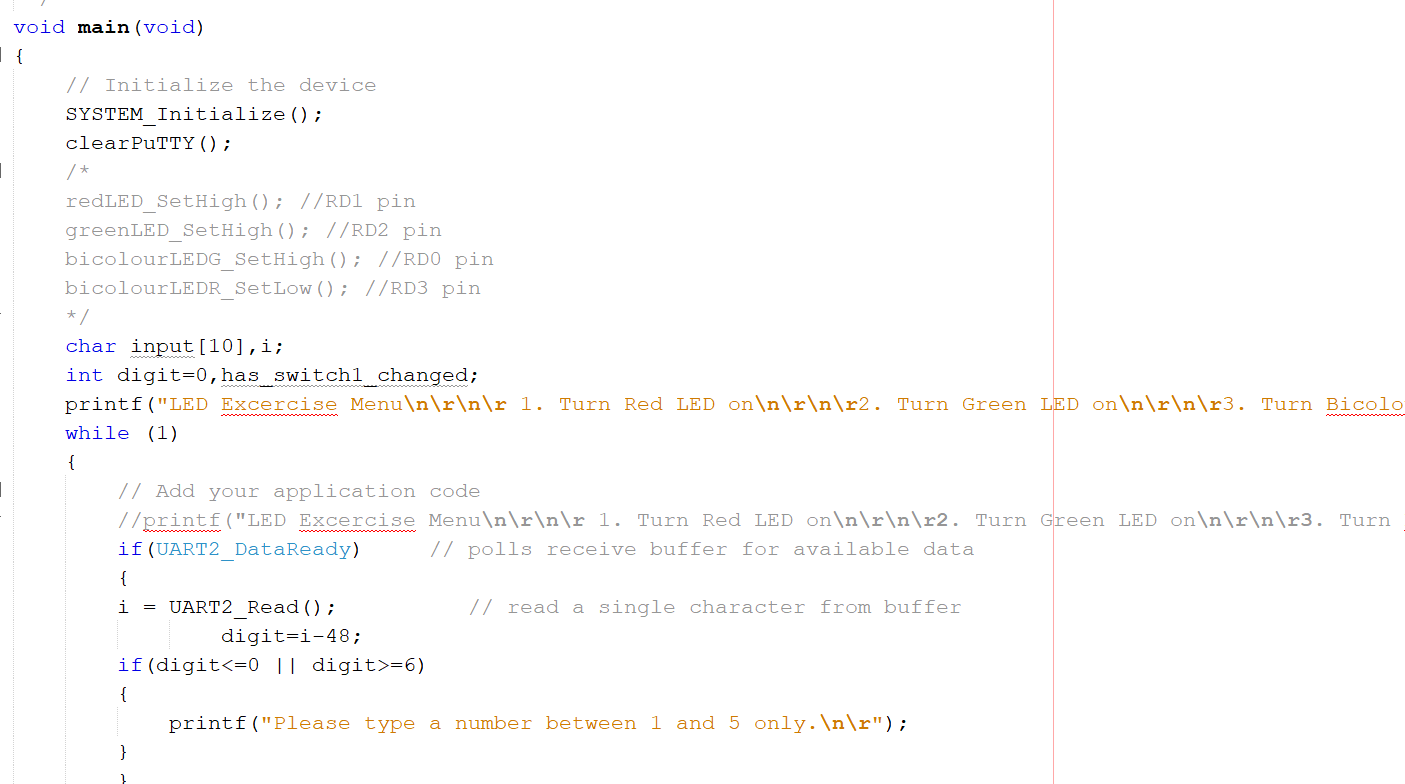 void main(void)
{
// Initialize the device
SYSTEM_Initialize();
clearPuTTY();
/*
redLED_SetHigh(); //RD1 pin
greenLED_SetHigh(); //RD2 pin
bicolourLEDG_SetHigh(); //RD0 pin
bicolourLEDR_SetLow(); //RD3 pin
*/
char input[10],i;
int digit=0,has_switch1_changed;
printf("LED Excercise Menu\n\r\n\r 1. Turn Red LED on\n\r\n\r2. Turn Green LED on\n\r\n\r3. Turn Bicolo
while (1)
{
// Add your application code
//printf("LED Excercise Menu\n\r\n\r 1. Turn Red LED on\n\r\n\r2. Turn Green LED on\n\r\n\r3. Turn
if(UART2_DataReady) // polls receive buffer for available data
{
i = UART2_Read(); // read a single character from buffer
digit=i-48;
if(digit<=0 || digit>=6)
{
printf("Please type a number between 1 and 5 only.\n\r");
}
}